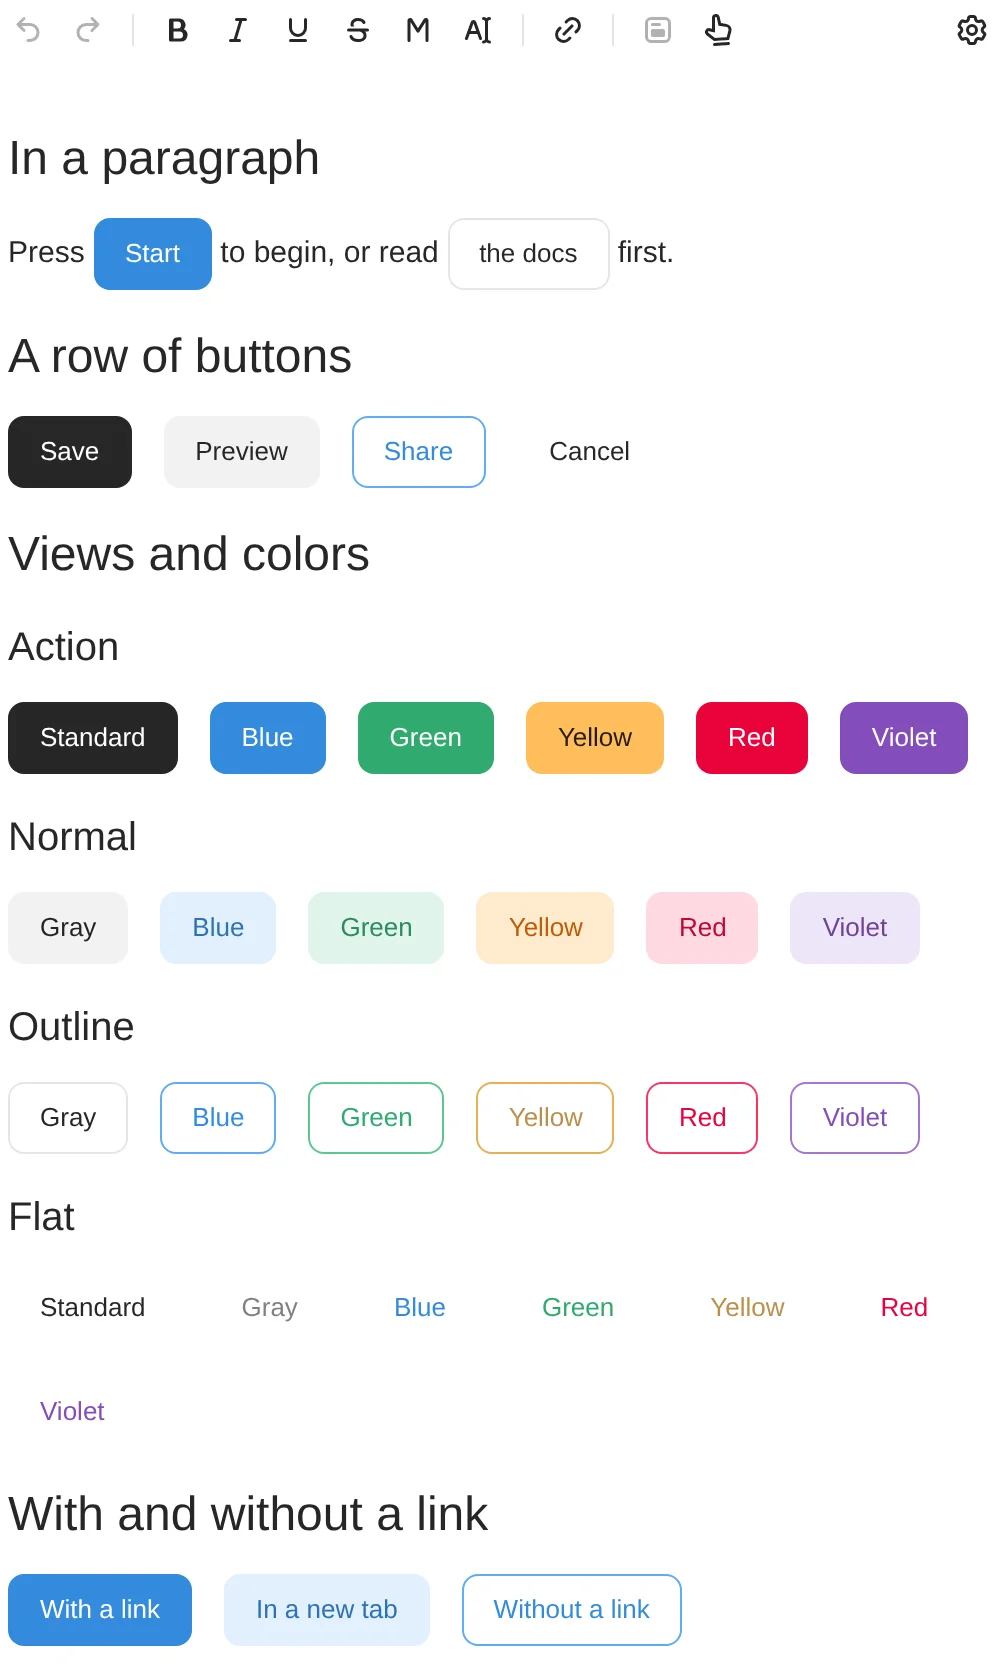 In a paragraph
Press Start to begin, or read the docs first.
A row of buttons
Save Preview Share Cancel
Views and colors
Action
Standard Blue Green Yellow Red Violet
Normal
Gray Blue Green Yellow Red Violet
Outline
Gray Blue Green Yellow Red Violet
Flat
Standard Gray Blue Green Yellow Red
Violet
With and without a link
With a link In a new tab Without a link